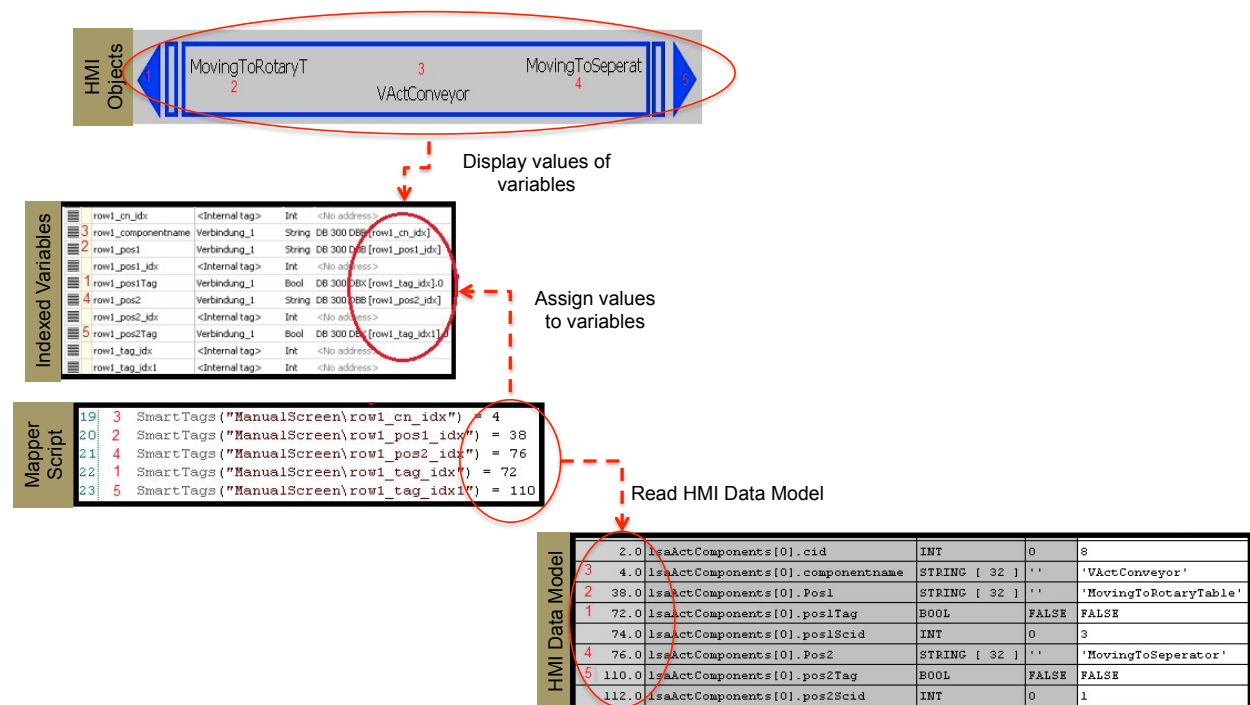 HMI Objects
1
MovingToRotaryT
2
3
VActConveyor
MovingToSeperat
4
5
Display values of
variables
Indexed Variables
row1_cn_idx <Internal tag> Int <No address>
3 row1_componentname Verbindung_1 String DB 300 DBB [row1_cn_idx]
2 row1_pos1 Verbindung_1 String DB 300 DBB [row1_pos1_idx]
row1_pos1_idx <Internal tag> Int <No address>
1 row1_pos1Tag Verbindung_1 Bool DB 300 DBX [row1_tag_idx].0
4 row1_pos2 Verbindung_1 String DB 300 DBB [row1_pos2_idx]
row1_pos2_idx <Internal tag> Int <No address>
5 row1_pos2Tag Verbindung_1 Bool DB 300 DBX [row1_tag_idx1].0
row1_tag_idx <Internal tag> Int <No address>
row1_tag_idx1 <Internal tag> Int <No address>
Assign values
to variables
Mapper Script
19 3 SmartTags("ManualScreen\row1_cn_idx") = 4
20 2 SmartTags("ManualScreen\row1_pos1_idx") = 38
21 4 SmartTags("ManualScreen\row1_pos2_idx") = 76
22 1 SmartTags("ManualScreen\row1_tag_idx") = 72
23 5 SmartTags("ManualScreen\row1_tag_idx1") = 110
Read HMI Data Model
HMI Data Model
2.0 lsaActComponents[0].cid INT 0 8
3 4.0 lsaActComponents[0].componentname STRING [ 32 ] '' 'VActConveyor'
2 38.0 lsaActComponents[0].Pos1 STRING [ 32 ] '' 'MovingToRotaryTable'
1 72.0 lsaActComponents[0].pos1Tag BOOL FALSE FALSE
74.0 lsaActComponents[0].pos1Scid INT 0 3
4 76.0 lsaActComponents[0].Pos2 STRING [ 32 ] '' 'MovingToSeperator'
5 110.0 lsaActComponents[0].pos2Tag BOOL FALSE FALSE
112.0 lsaActComponents[0].pos2Scid INT 0 1